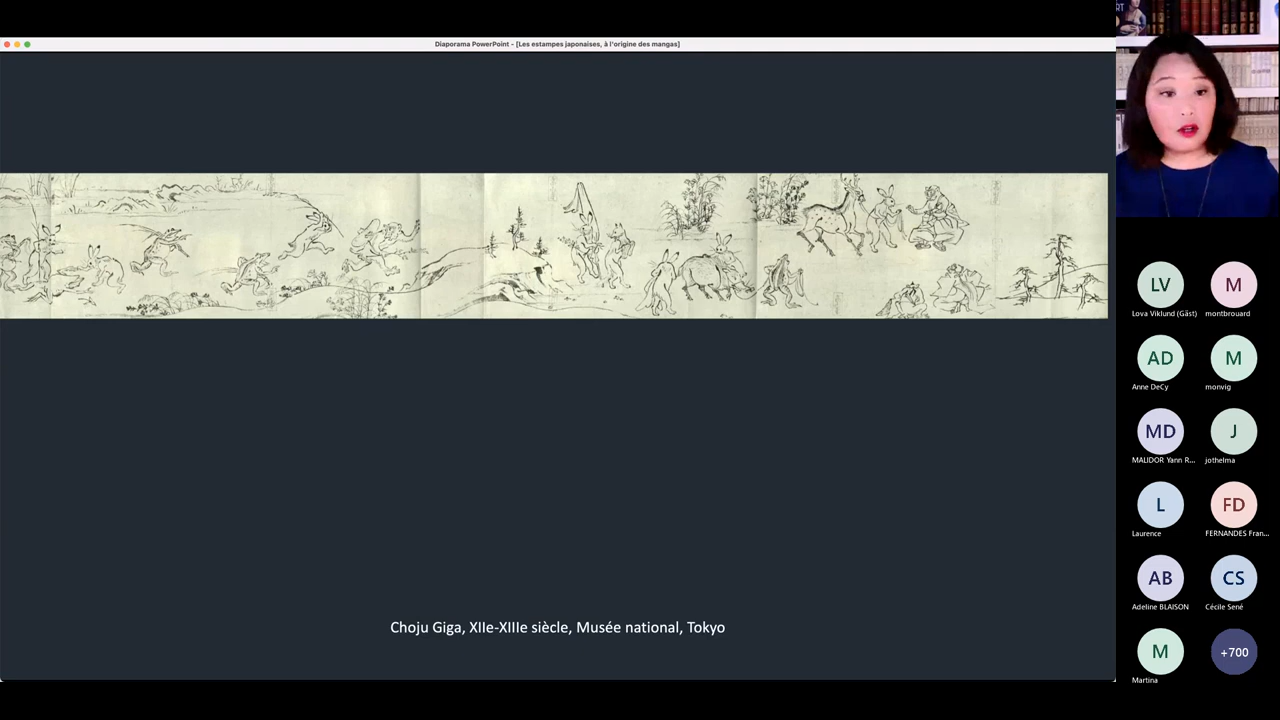 Diaporama PowerPoint - [Les estampes japonaises, à l'origine des mangas]
Choju Giga, XIIe-XIIIe siècle, Musée national, Tokyo
LV
Lova Viklund (Gäst)
M
montbrouard
AD
Anne DeCy
M
monvig
MD
MALIDOR Yann R...
J
jothelma
L
Laurence
FD
FERNANDES Fran...
AB
Adeline BLAISON
CS
Cécile Sené
M
Martina
+700